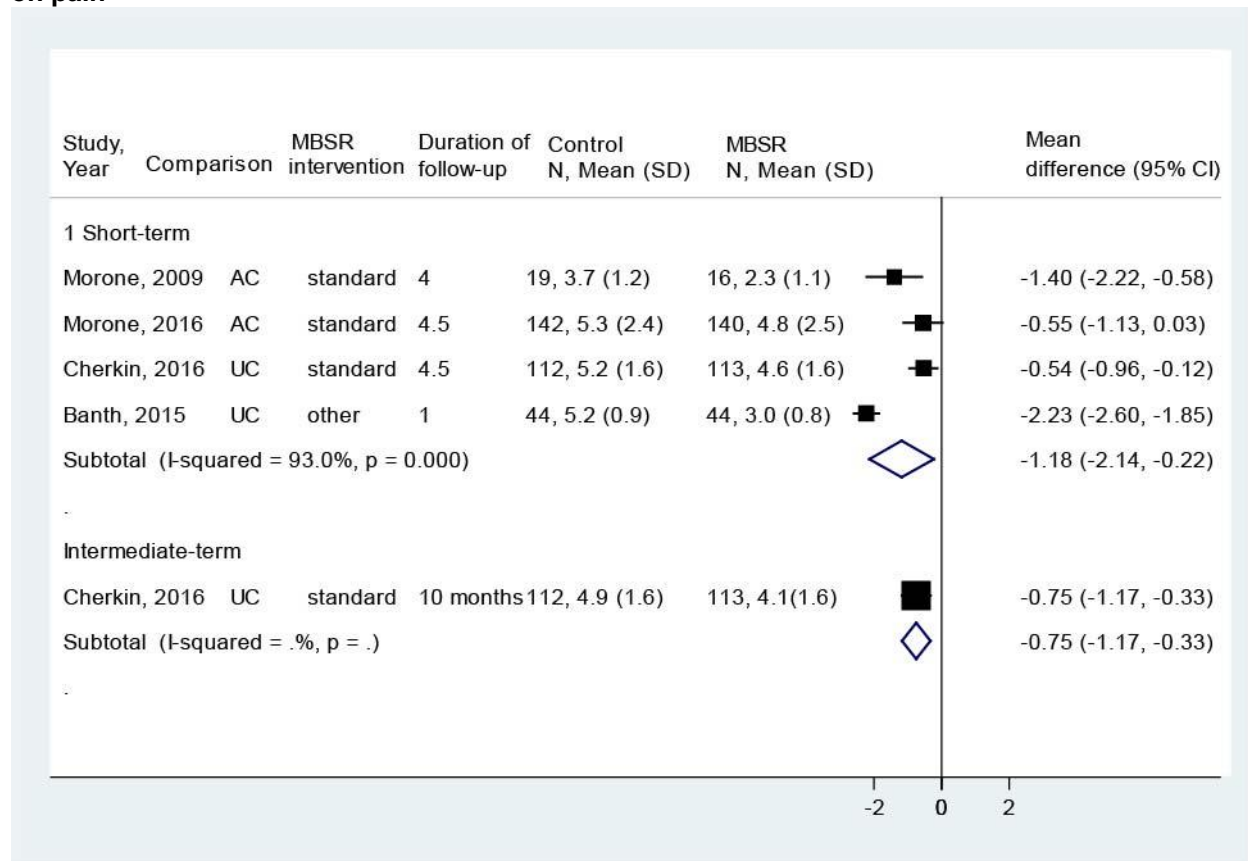 on pain
Study, Year Comparison MBSR intervention Duration of follow-up Control N, Mean (SD) MBSR N, Mean (SD) Mean difference (95% CI)
1 Short-term
Morone, 2009 AC standard 4 19, 3.7 (1.2) 16, 2.3 (1.1) -1.40 (-2.22, -0.58)
Morone, 2016 AC standard 4.5 142, 5.3 (2.4) 140, 4.8 (2.5) -0.55 (-1.13, 0.03)
Cherkin, 2016 UC standard 4.5 112, 5.2 (1.6) 113, 4.6 (1.6) -0.54 (-0.96, -0.12)
Banth, 2015 UC other 1 44, 5.2 (0.9) 44, 3.0 (0.8) -2.23 (-2.60, -1.85)
Subtotal (I-squared = 93.0%, p = 0.000) -1.18 (-2.14, -0.22)
.
Intermediate-term
Cherkin, 2016 UC standard 10 months 112, 4.9 (1.6) 113, 4.1(1.6) -0.75 (-1.17, -0.33)
Subtotal (I-squared = .%, p = .) -0.75 (-1.17, -0.33)
.
-2 0 2